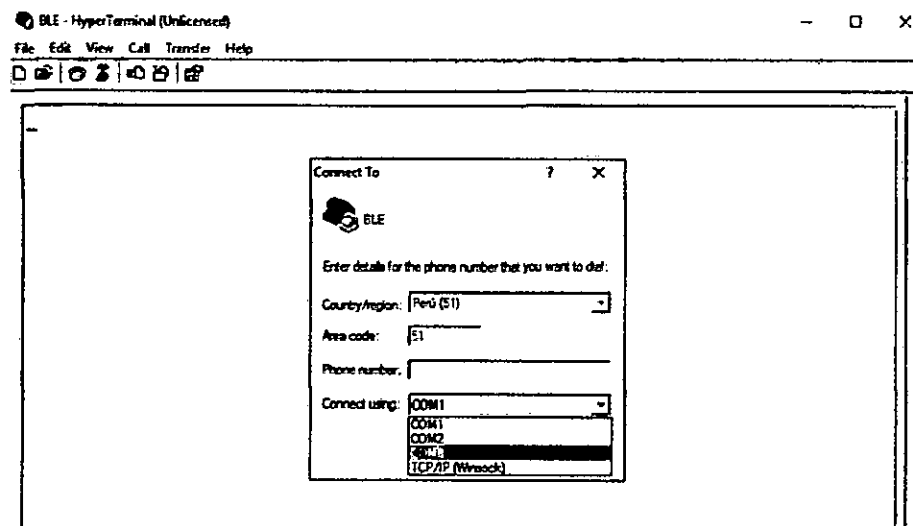 BLE - HyperTerminal (Unlicensed)
File Edit View Call Transfer Help
Connect To ? X
BLE
Enter details for the phone number that you want to dial:
Country/region: Perú (51)
Area code: 51
Phone number:
Connect using: COM1
COM1
COM2
TCP/IP (Winsock)